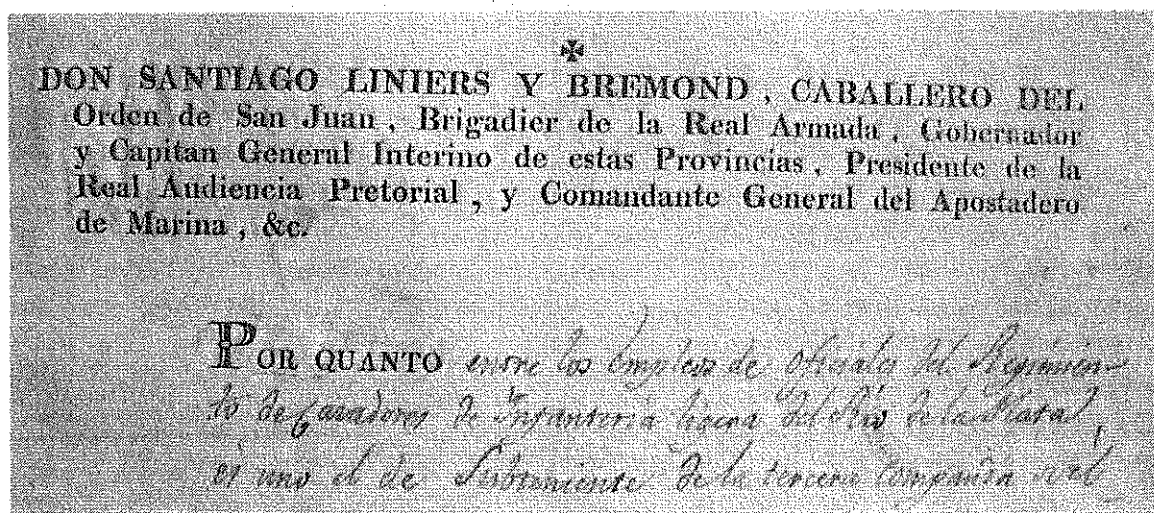 ✠
DON SANTIAGO LINIERS Y BREMOND, CABALLERO DEL
Orden de San Juan, Brigadier de la Real Armada, Gobernador
y Capitan General Interino de estas Provincias, Presidente de la
Real Audiencia Pretorial, y Comandante General del Apostadero
de Marina, &c.
POR QUANTO entre los Empleos de oficiales del Regimien-
to de Cazadores de Infanteria ligera del Rio de la Plata,
es uno el de Subteniente de la tercera Compañia del